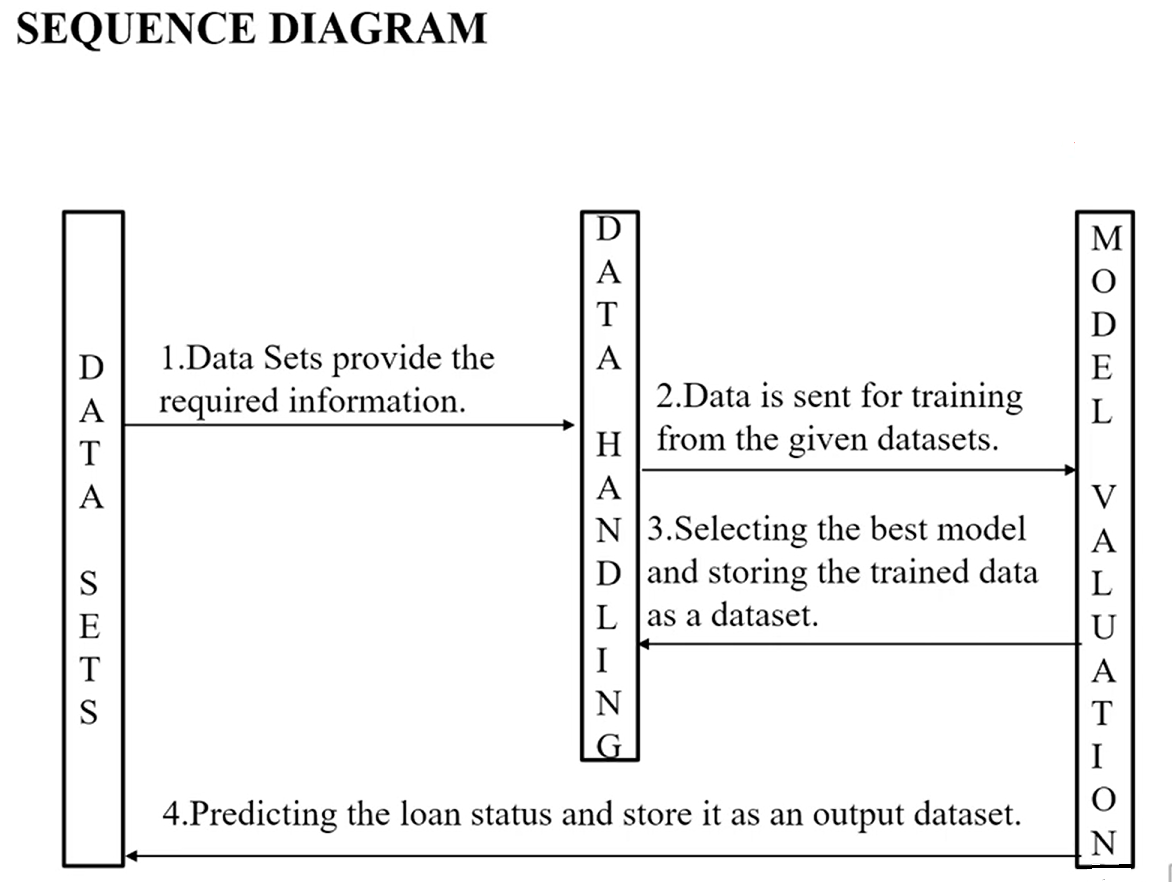 SEQUENCE DIAGRAM
DATA SETS
1.Data Sets provide the
required information.
DATA HANDLING
2.Data is sent for training
from the given datasets.
3.Selecting the best model
and storing the trained data
as a dataset.
MODEL VALUATION
4.Predicting the loan status and store it as an output dataset.